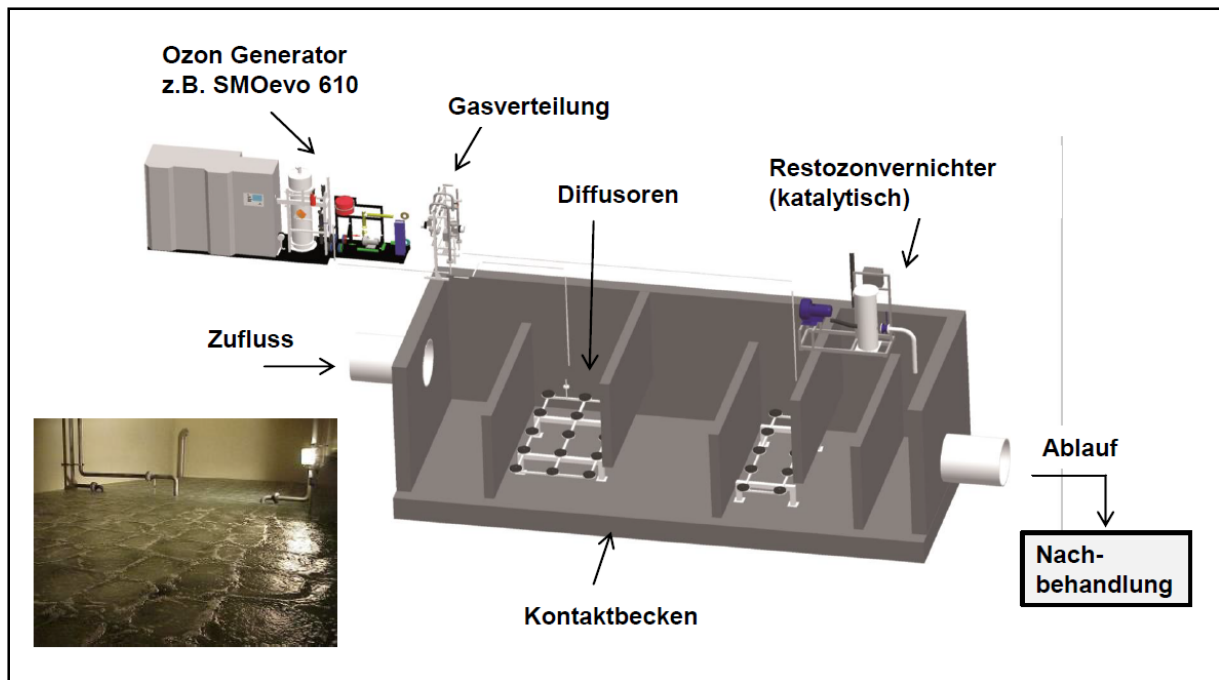 Ozon Generator
z.B. SMOevo 610
Gasverteilung
Diffusoren
Restozonvernichter
(katalytisch)
Zufluss
Ablauf
Nach-
behandlung
Kontaktbecken